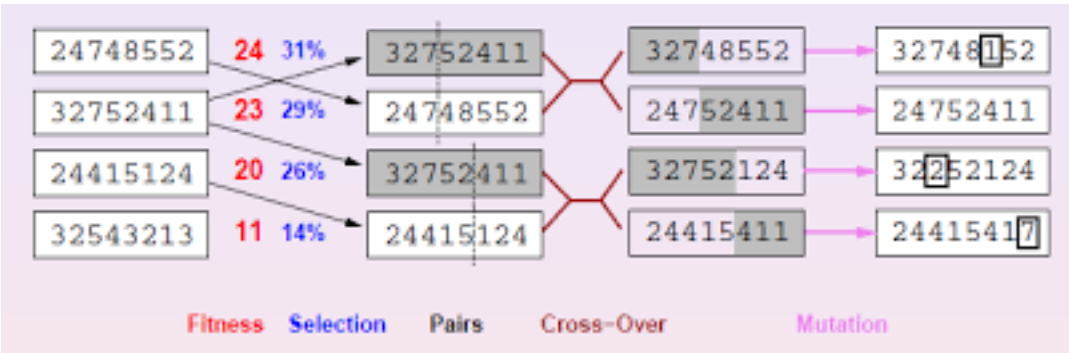 24748552 24 31% 32752411 32748552 32748152
32752411 23 29% 24748552 24752411 24752411
24415124 20 26% 32752411 32752124 32252124
32543213 11 14% 24415124 24415411 24415417
Fitness Selection Pairs Cross-Over Mutation